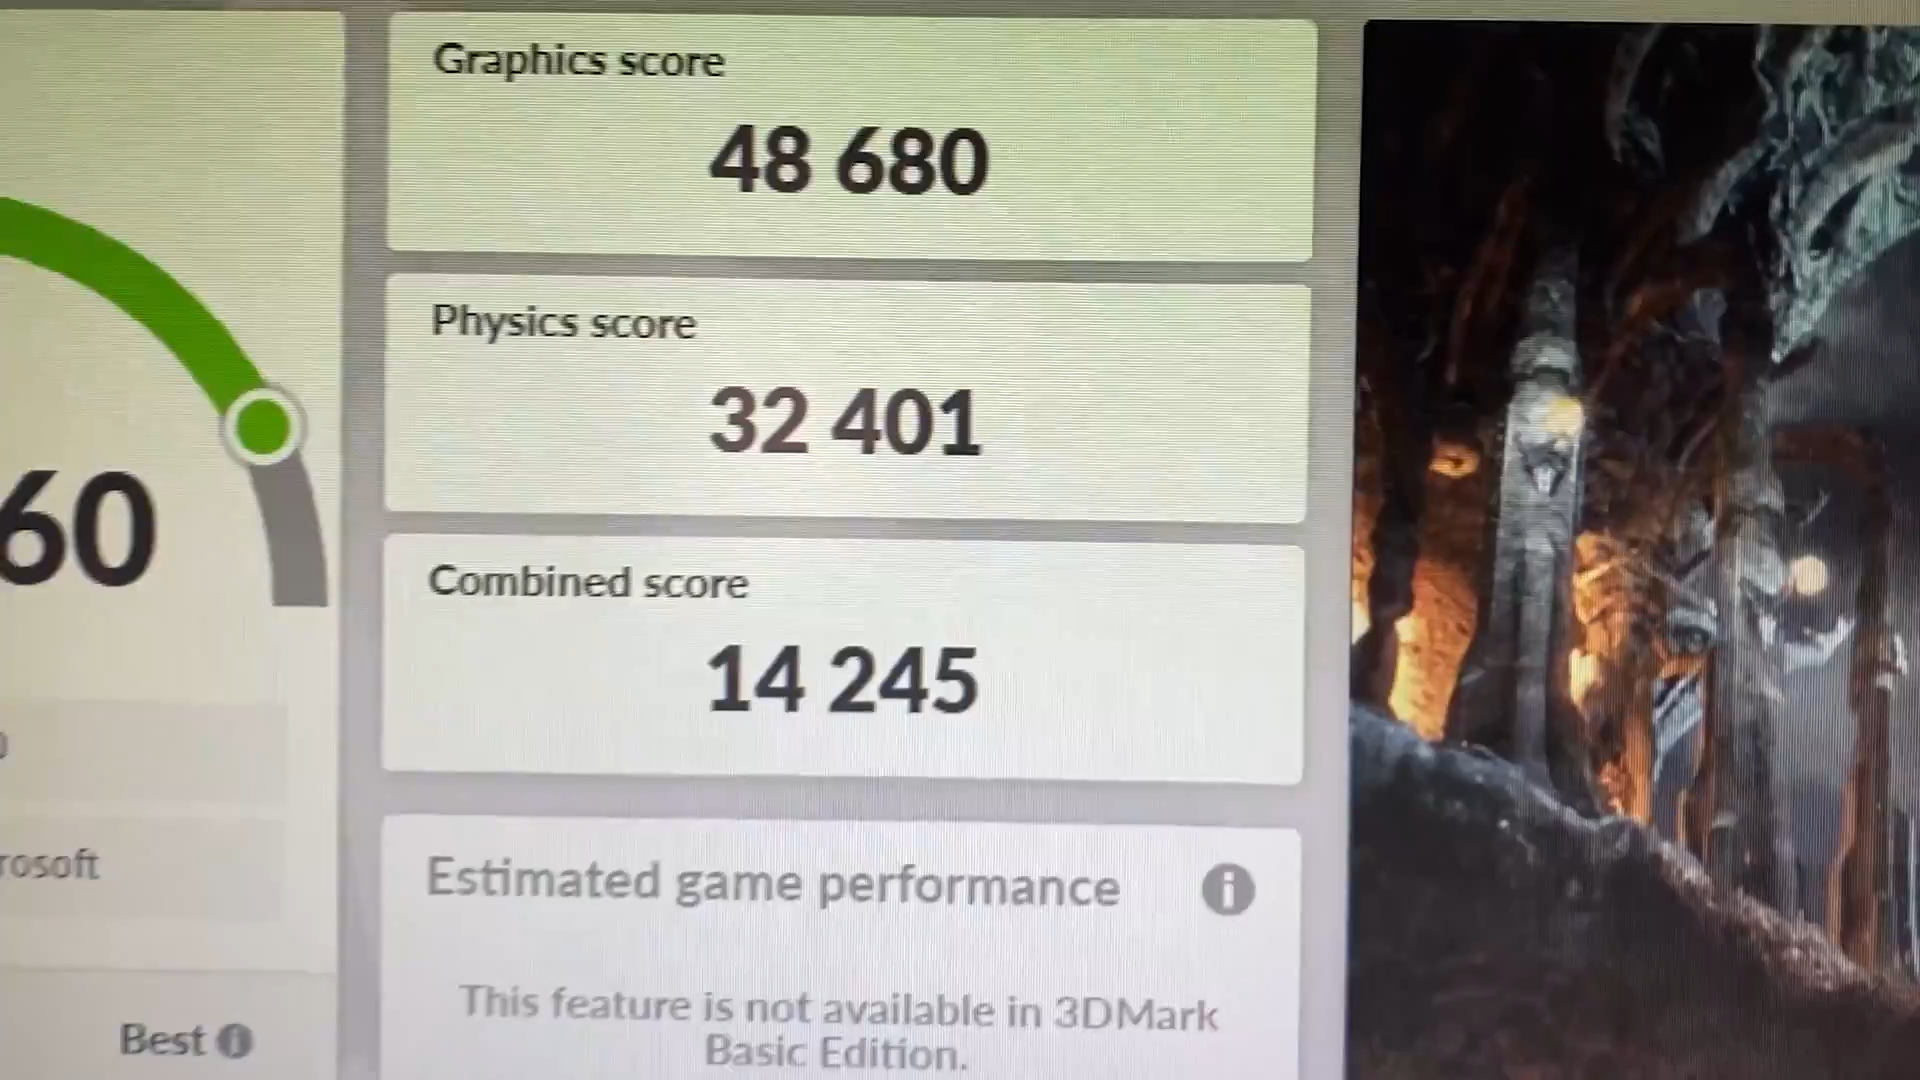 Graphics score
48 680
Physics score
32 401
60
Combined score
14 245
rosoft
Estimated game performance
This feature is not available in 3DMark
Basic Edition.
Best